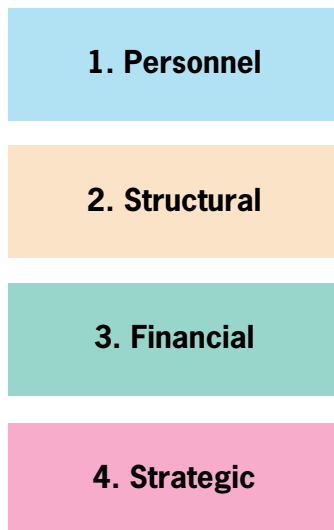 1. Personnel
2. Structural
3. Financial
4. Strategic